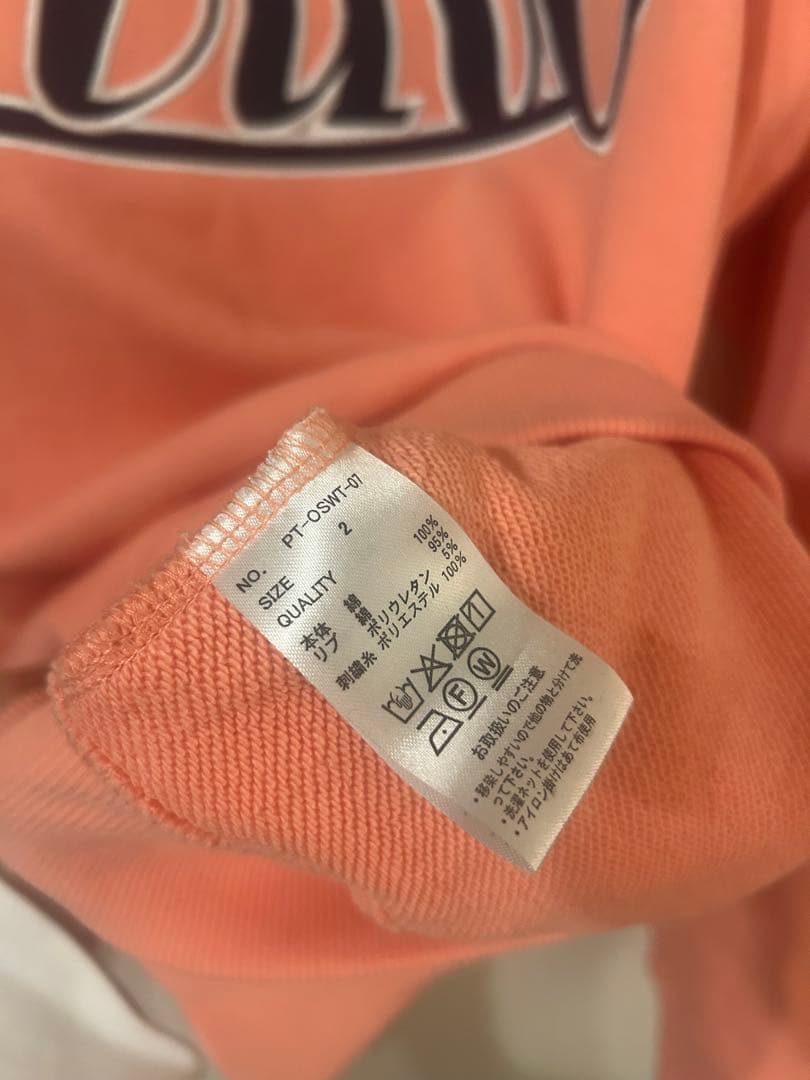 NO. PT-OSWT-07
SIZE 2
QUALITY
本体 綿 100%
リブ 綿 95%
ポリウレタン 5%
刺繍糸 ポリエステル 100%
F W
お取扱いのご注意
・移染しやすいので他の物と分けて洗
って下さい。
・洗濯ネットを使用して下さい。
・アイロン掛けはあて布使用